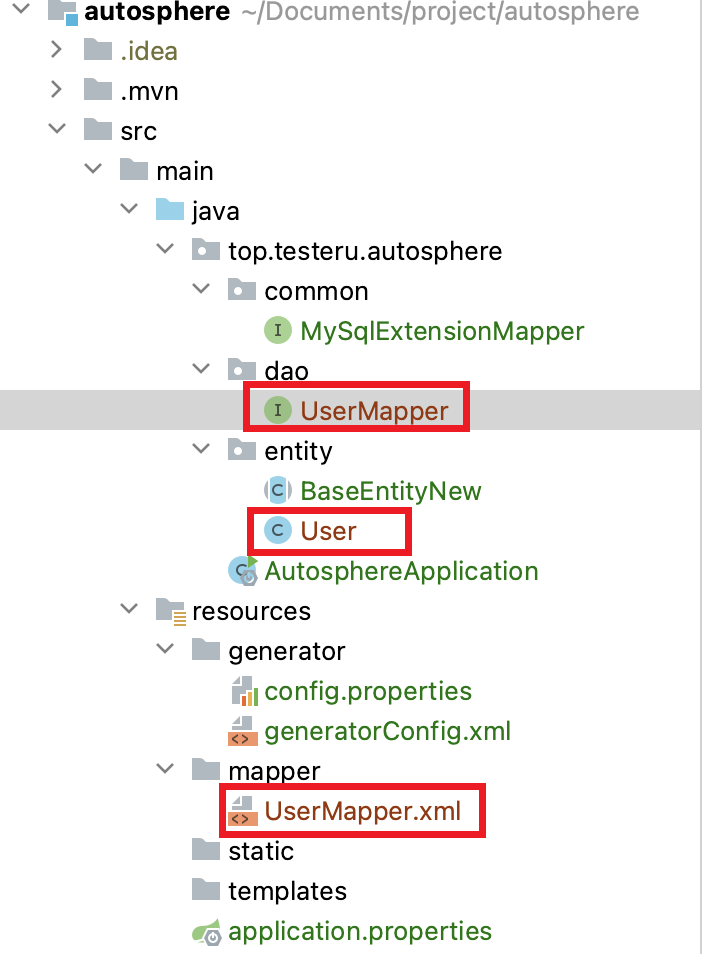 autosphere ~/Documents/project/autosphere
.idea
.mvn
src
main
java
top.testeru.autosphere
common
I MySqlExtensionMapper
dao
I UserMapper
entity
C BaseEntityNew
C User
C AutosphereApplication
resources
generator
config.properties
<> generatorConfig.xml
mapper
<> UserMapper.xml
static
templates
application.properties